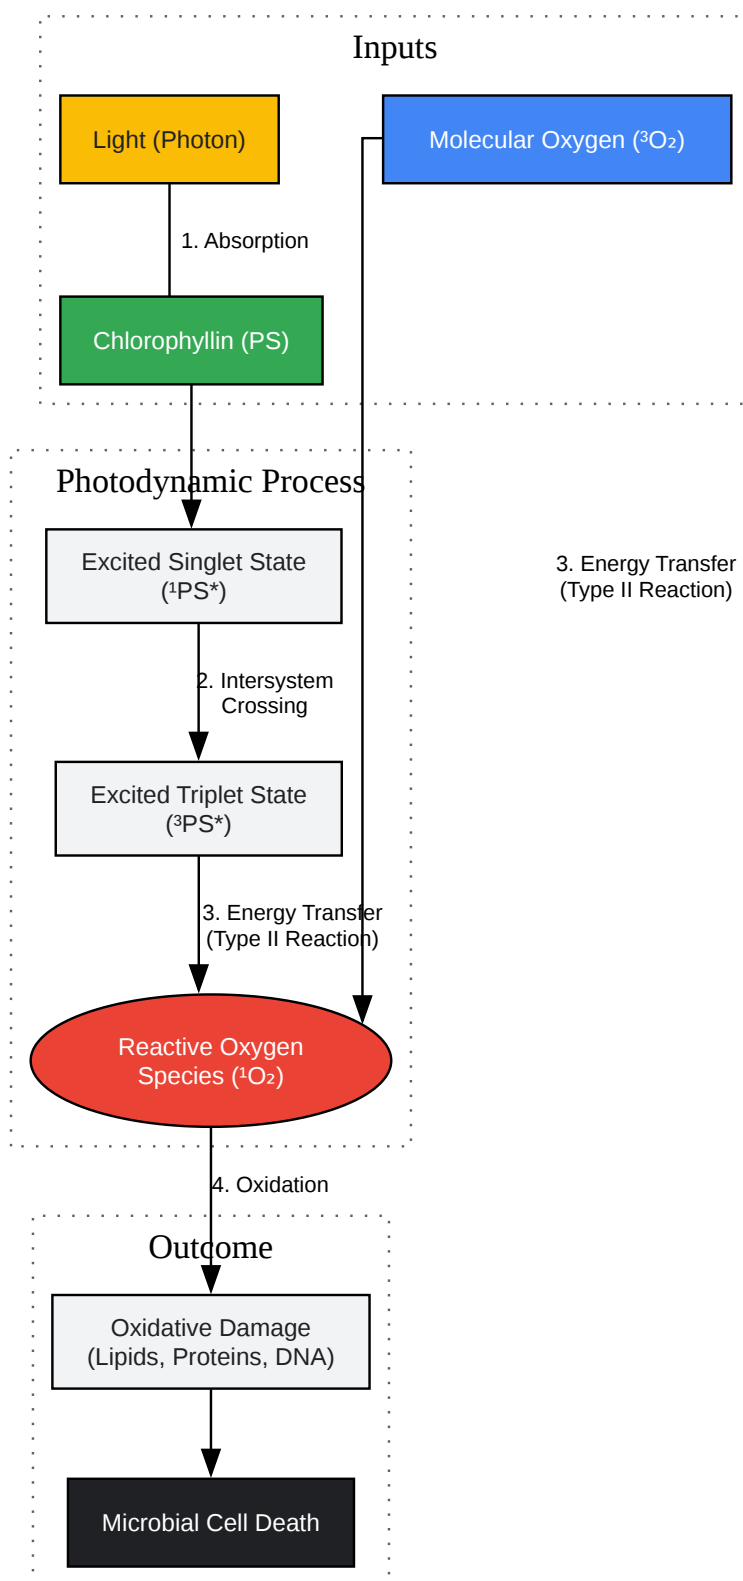 Inputs
Light (Photon)
Molecular Oxygen (³O₂)
1. Absorption
Chlorophyllin (PS)
Photodynamic Process
Excited Singlet State
(¹PS*)
3. Energy Transfer
(Type II Reaction)
2. Intersystem
Crossing
Excited Triplet State
(³PS*)
3. Energy Transfer
(Type II Reaction)
Reactive Oxygen
Species (¹O₂)
4. Oxidation
Outcome
Oxidative Damage
(Lipids, Proteins, DNA)
Microbial Cell Death